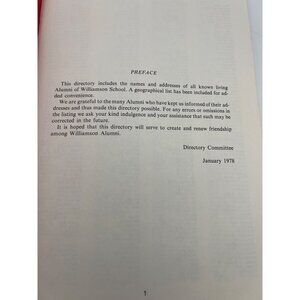 PREFACE
This directory includes the names and addresses of all known living
Alumni of Williamson School. A geographical list has been included for ad-
ded convenience.
We are grateful to the many Alumni who have kept us informed of their ad-
dresses and thus made this directory possible. For any errors or omissions in
the listing we ask your kind indulgence and your assistance that such may be
corrected in the future.
It is hoped that this directory will serve to create and renew friendship
among Williamson Alumni.
Directory Committee
January 1978
1